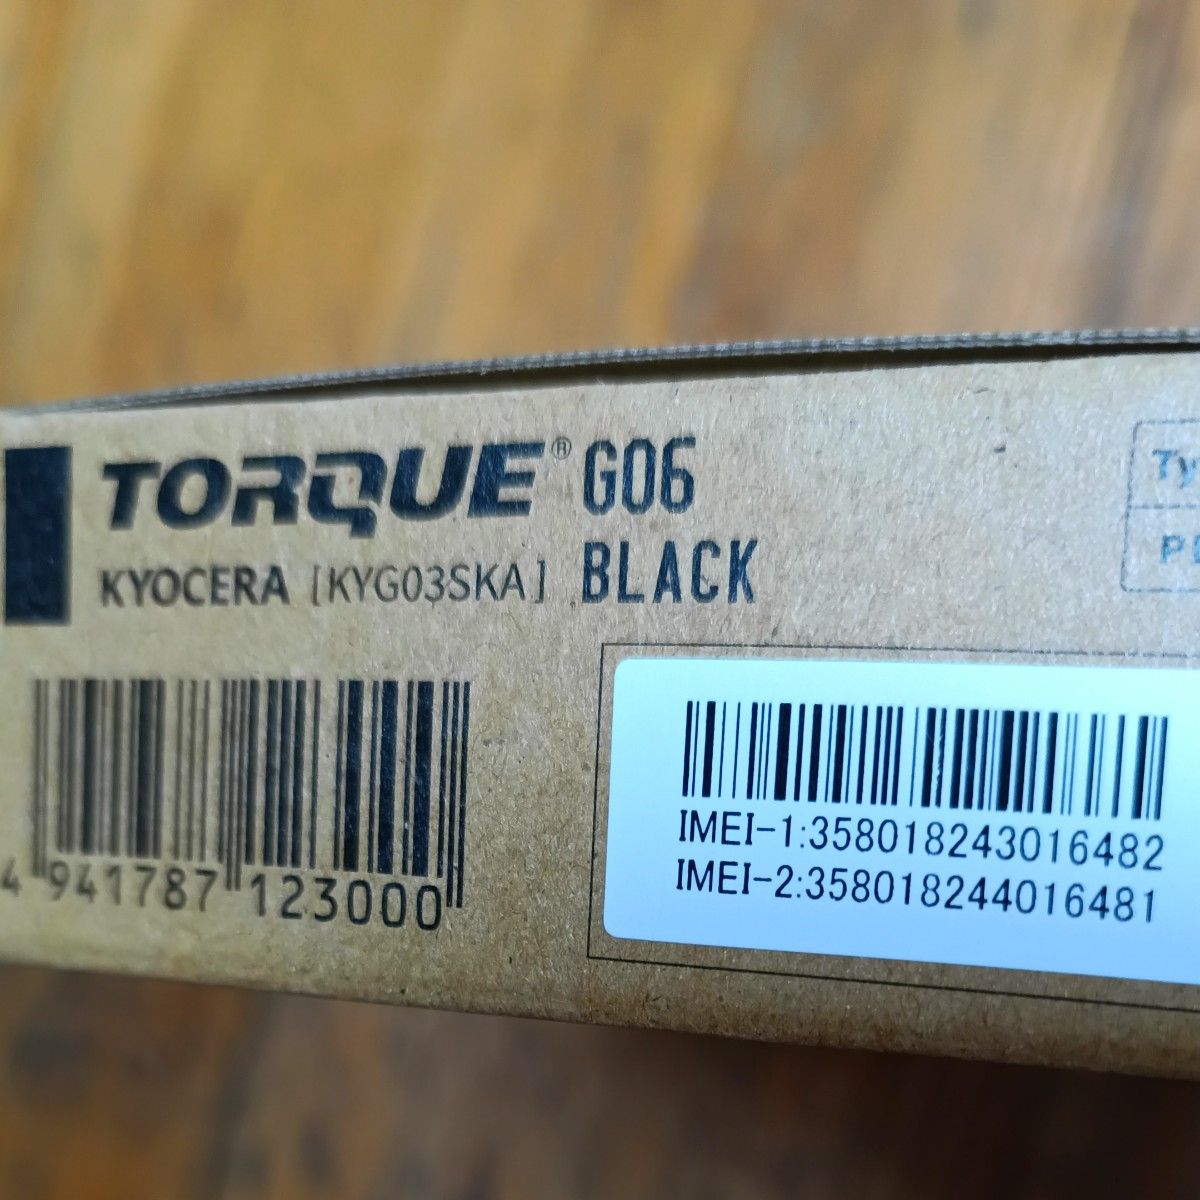 TORQUE® G06
KYOCERA [KYG03SKA] BLACK
4 941787 123000
IMEI-1:358018243016482
IMEI-2:358018244016481